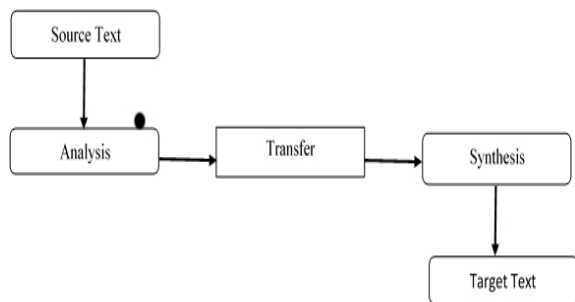 Source Text
Analysis
Transfer
Synthesis
Target Text